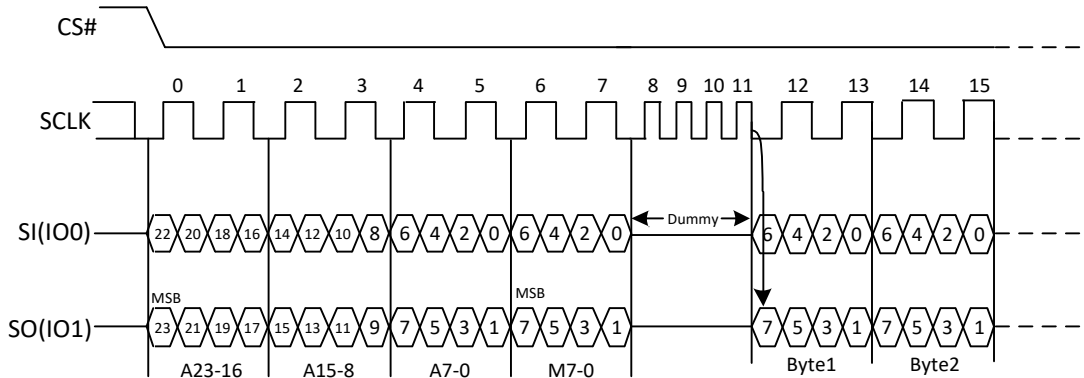 CS#
0 1 2 3 4 5 6 7 8 9 10 11 12 13 14 15
SCLK
SI(IO0) 22 20 18 16 14 12 10 8 6 4 2 0 6 4 2 0 Dummy 6 4 2 0 6 4 2 0
MSB MSB
SO(IO1) 23 21 19 17 15 13 11 9 7 5 3 1 7 5 3 1 7 5 3 1 7 5 3 1
A23-16 A15-8 A7-0 M7-0 Byte1 Byte2